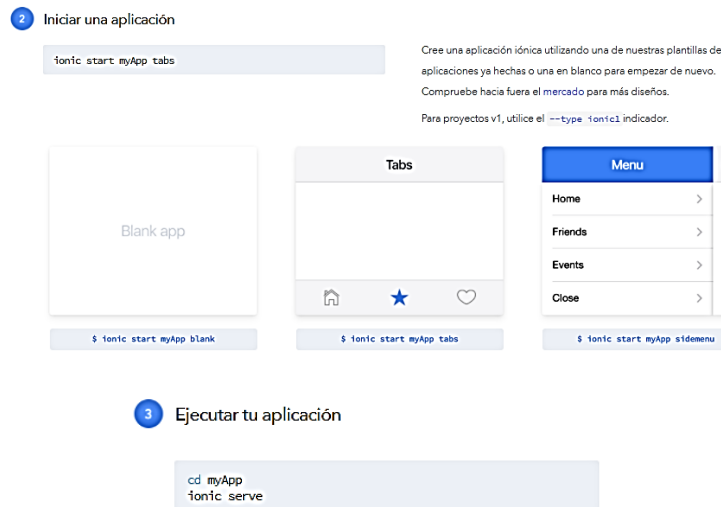 2 Iniciar una aplicación
ionic start myApp tabs
Cree una aplicación iónica utilizando una de nuestras plantillas de
aplicaciones ya hechas o una en blanco para empezar de nuevo.
Compruebe hacia fuera el mercado para más diseños.
Para proyectos v1, utilice el --type ionic1 indicador.
Blank app
$ ionic start myApp blank
Tabs
$ ionic start myApp tabs
Menu
Home
Friends
Events
Close
$ ionic start myApp sidemenu
3 Ejecutar tu aplicación
cd myApp
ionic serve